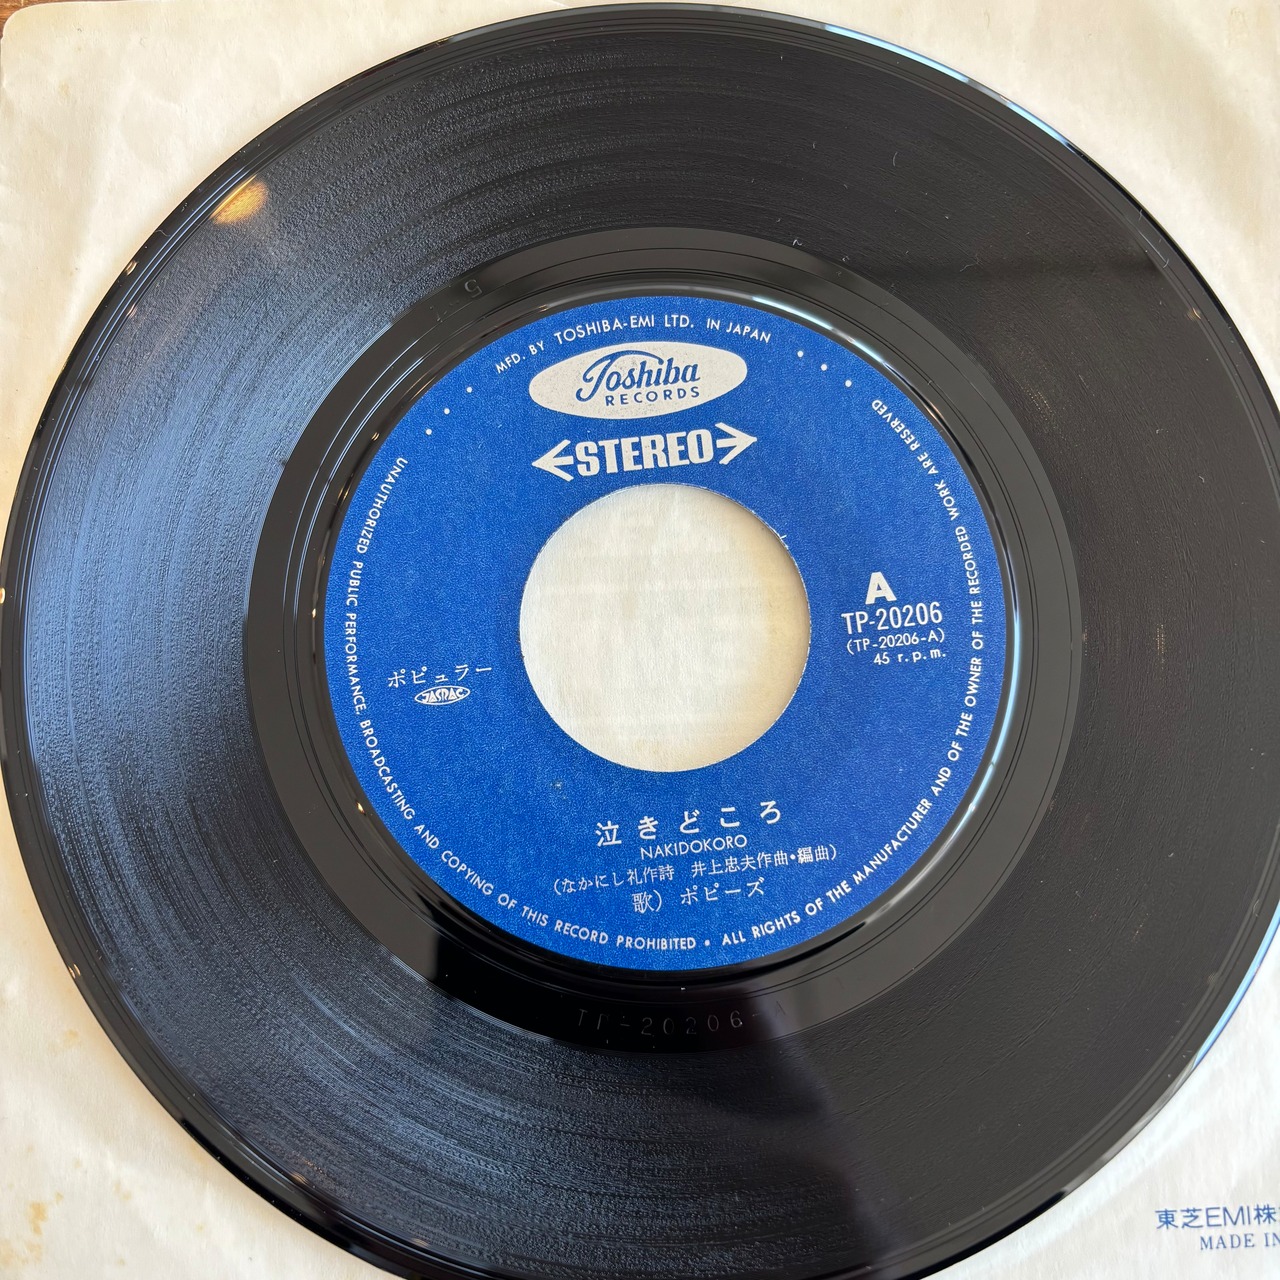 MFD. BY TOSHIBA-EMI LTD. IN JAPAN
Toshiba
RECORDS
STEREO
A
TP-20206
(TP-20206-A)
45 r.p.m.
ポピュラー
JASRAC
泣きどころ
NAKIDOKORO
(なかにし礼作詩 井上忠夫作曲・編曲)
歌) ポピーズ
UNAUTHORIZED PUBLIC PERFORMANCE, BROADCASTING AND COPYING OF THIS RECORD PROHIBITED • ALL RIGHTS OF THE MANUFACTURER AND OF THE OWNER OF THE RECORDED WORK ARE RESERVED
5
TP-20206-A
東芝EMI株
MADE IN